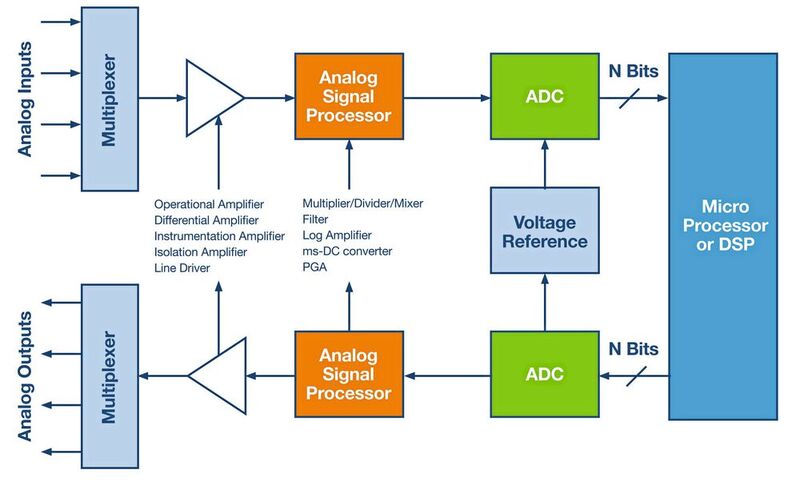 Analog Inputs
Multiplexer
Analog
Signal
Processor
ADC
N Bits
Micro
Processor
or DSP
Operational Amplifier
Differential Amplifier
Instrumentation Amplifier
Isolation Amplifier
Line Driver
Multiplier/Divider/Mixer
Filter
Log Amplifier
ms-DC converter
PGA
Voltage
Reference
Analog Outputs
Multiplexer
Analog
Signal
Processor
ADC
N Bits